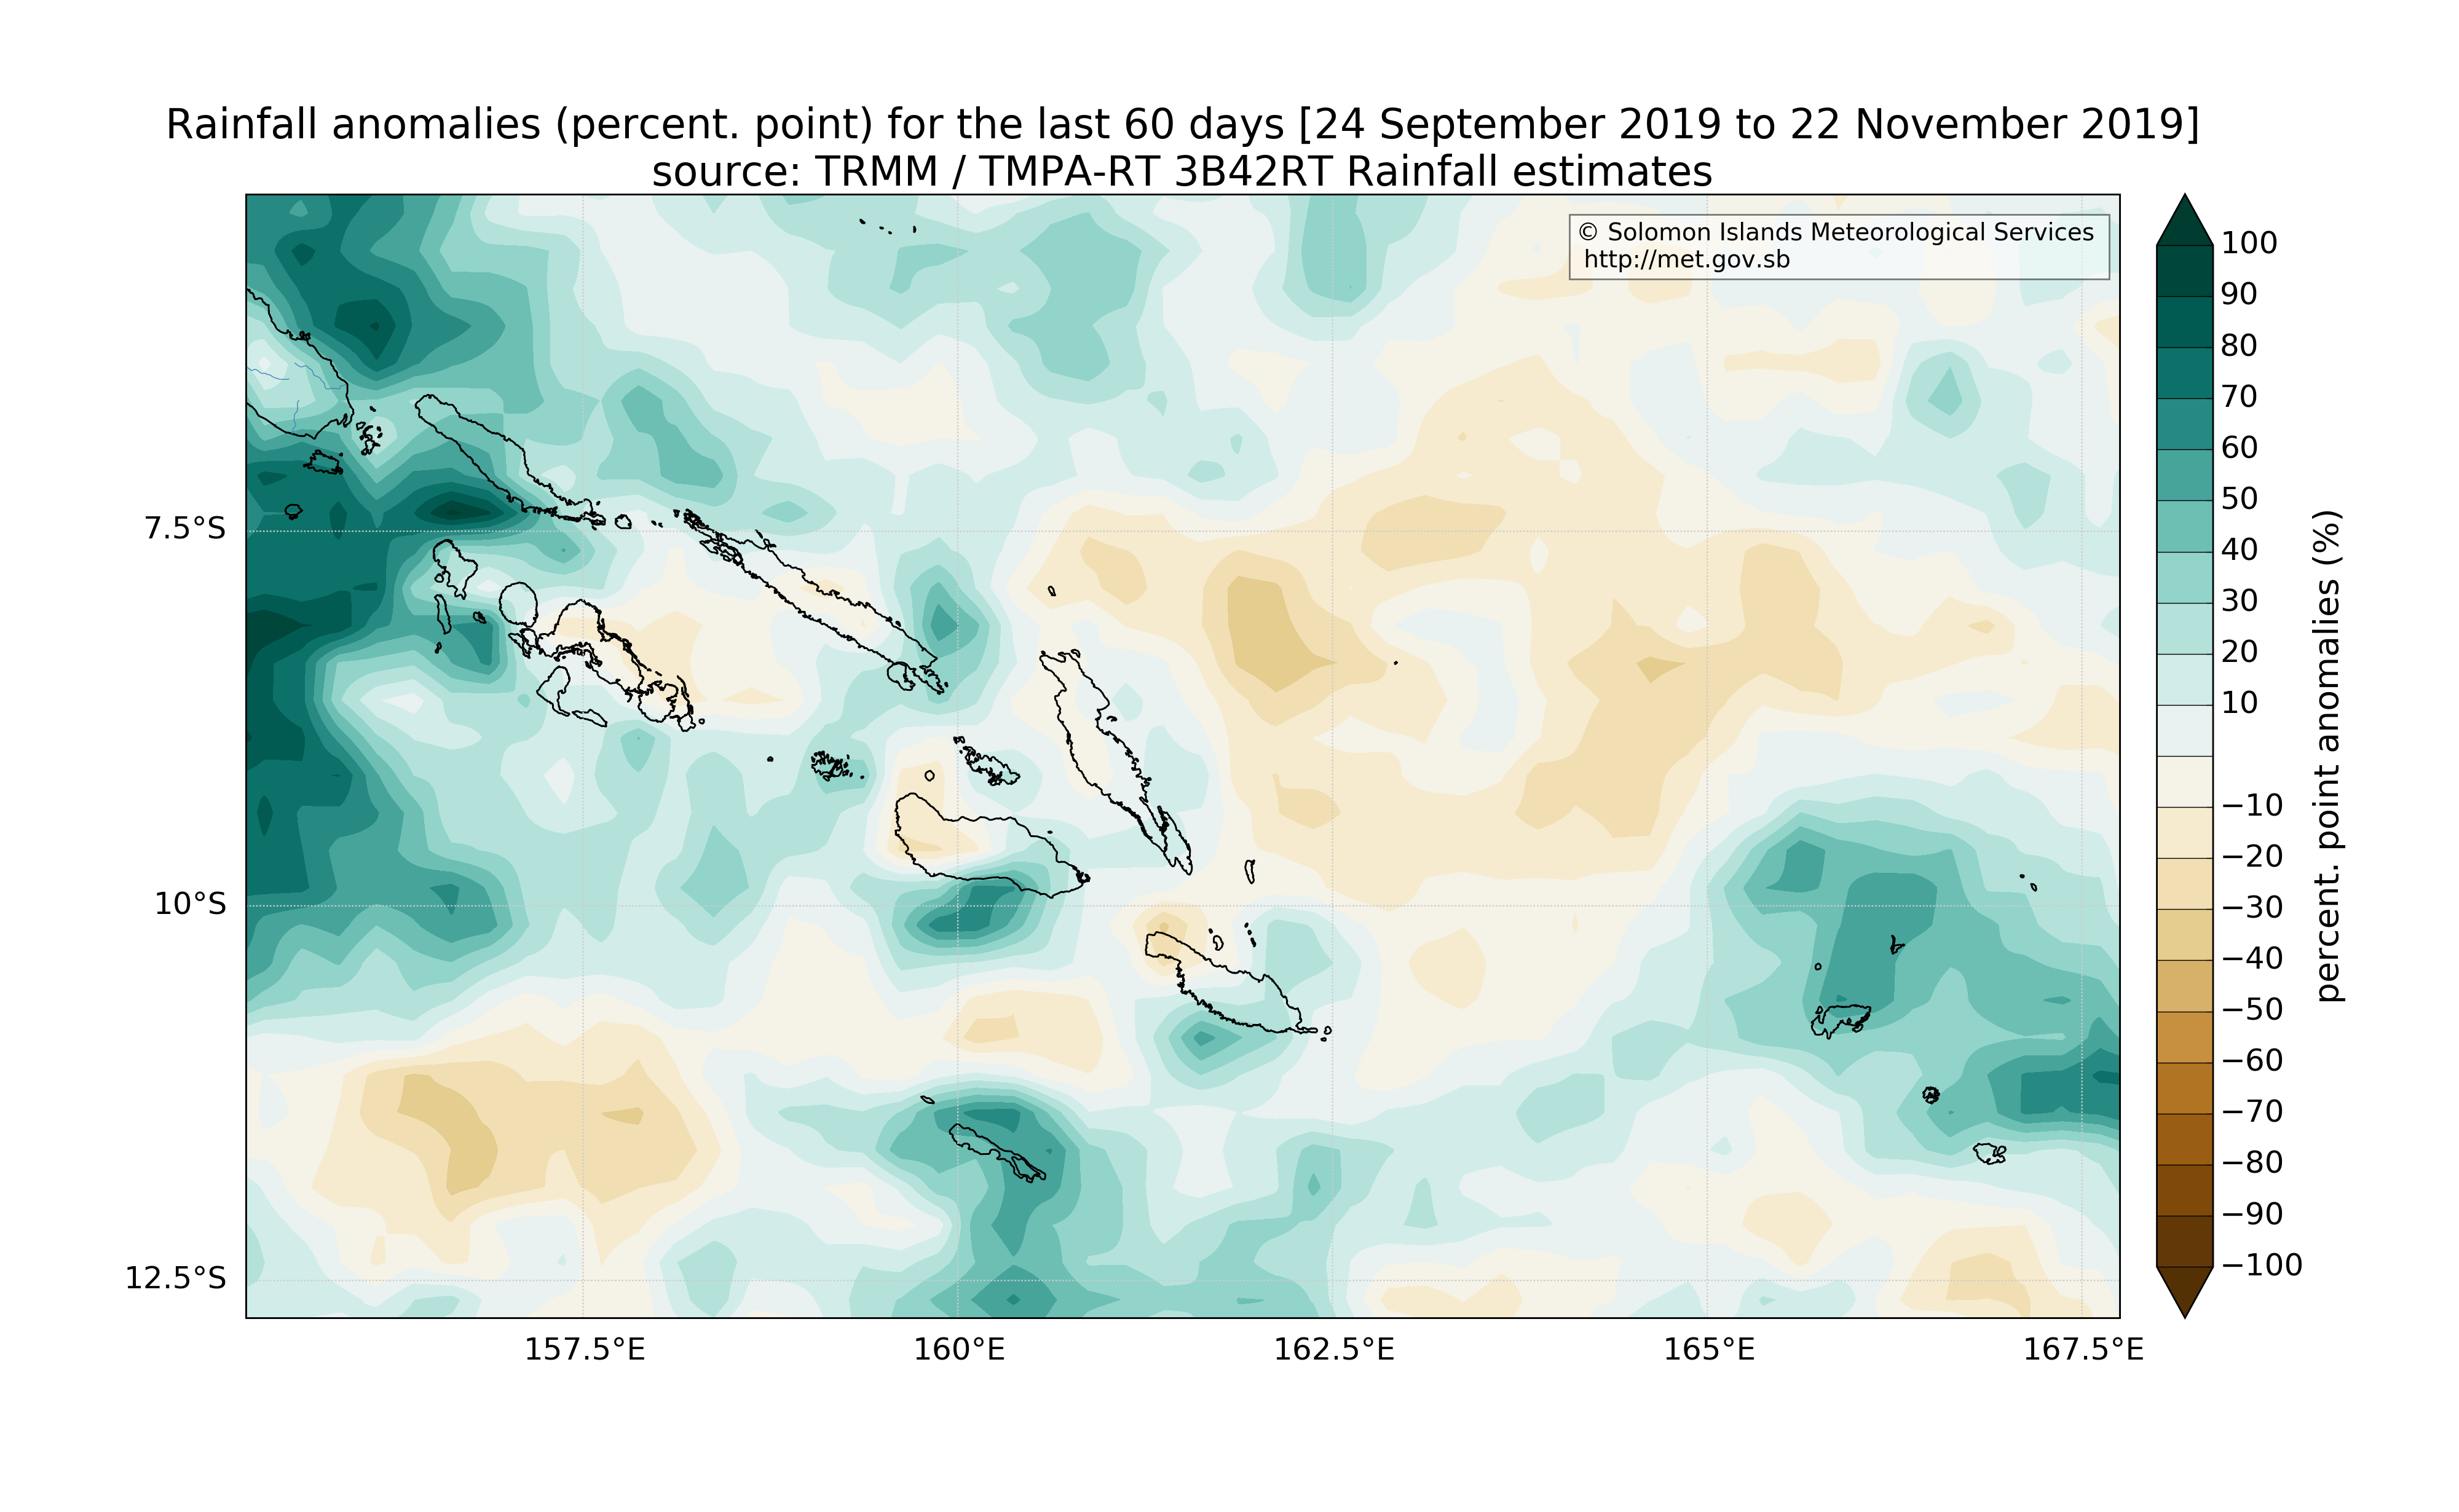 Rainfall anomalies (percent. point) for the last 60 days [24 September 2019 to 22 November 2019]
source: TRMM / TMPA-RT 3B42RT Rainfall estimates
© Solomon Islands Meteorological Services
http://met.gov.sb
7.5°S
10°S
12.5°S
157.5°E
160°E
162.5°E
165°E
167.5°E
100
90
80
70
60
50
40
30
20
10
−10
−20
−30
−40
−50
−60
−70
−80
−90
−100
percent. point anomalies (%)